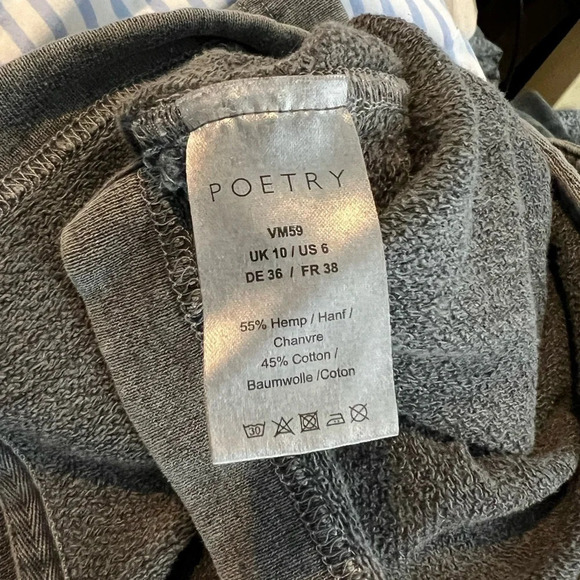 POETRY
VM59
UK 10 / US 6
DE 36 / FR 38
55% Hemp / Hanf /
Chanvre
45% Cotton /
Baumwolle /Coton
30